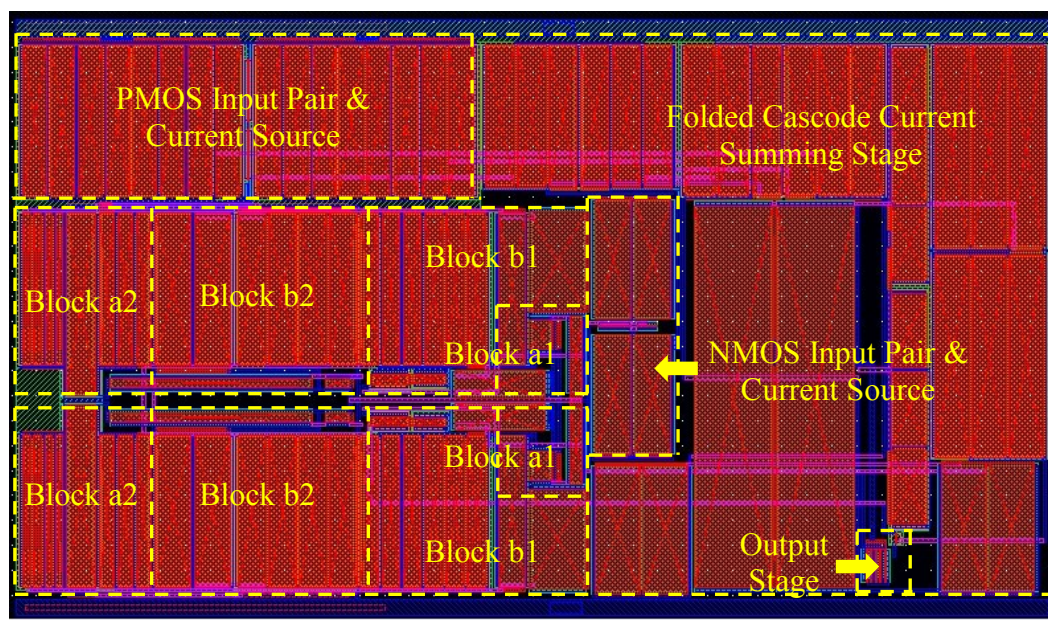 PMOS Input Pair &
Current Source
Folded Cascode Current
Summing Stage
Block a2
Block b2
Block b1
Block a1
NMOS Input Pair &
Current Source
Block a2
Block b2
Block a1
Block b1
Output
Stage